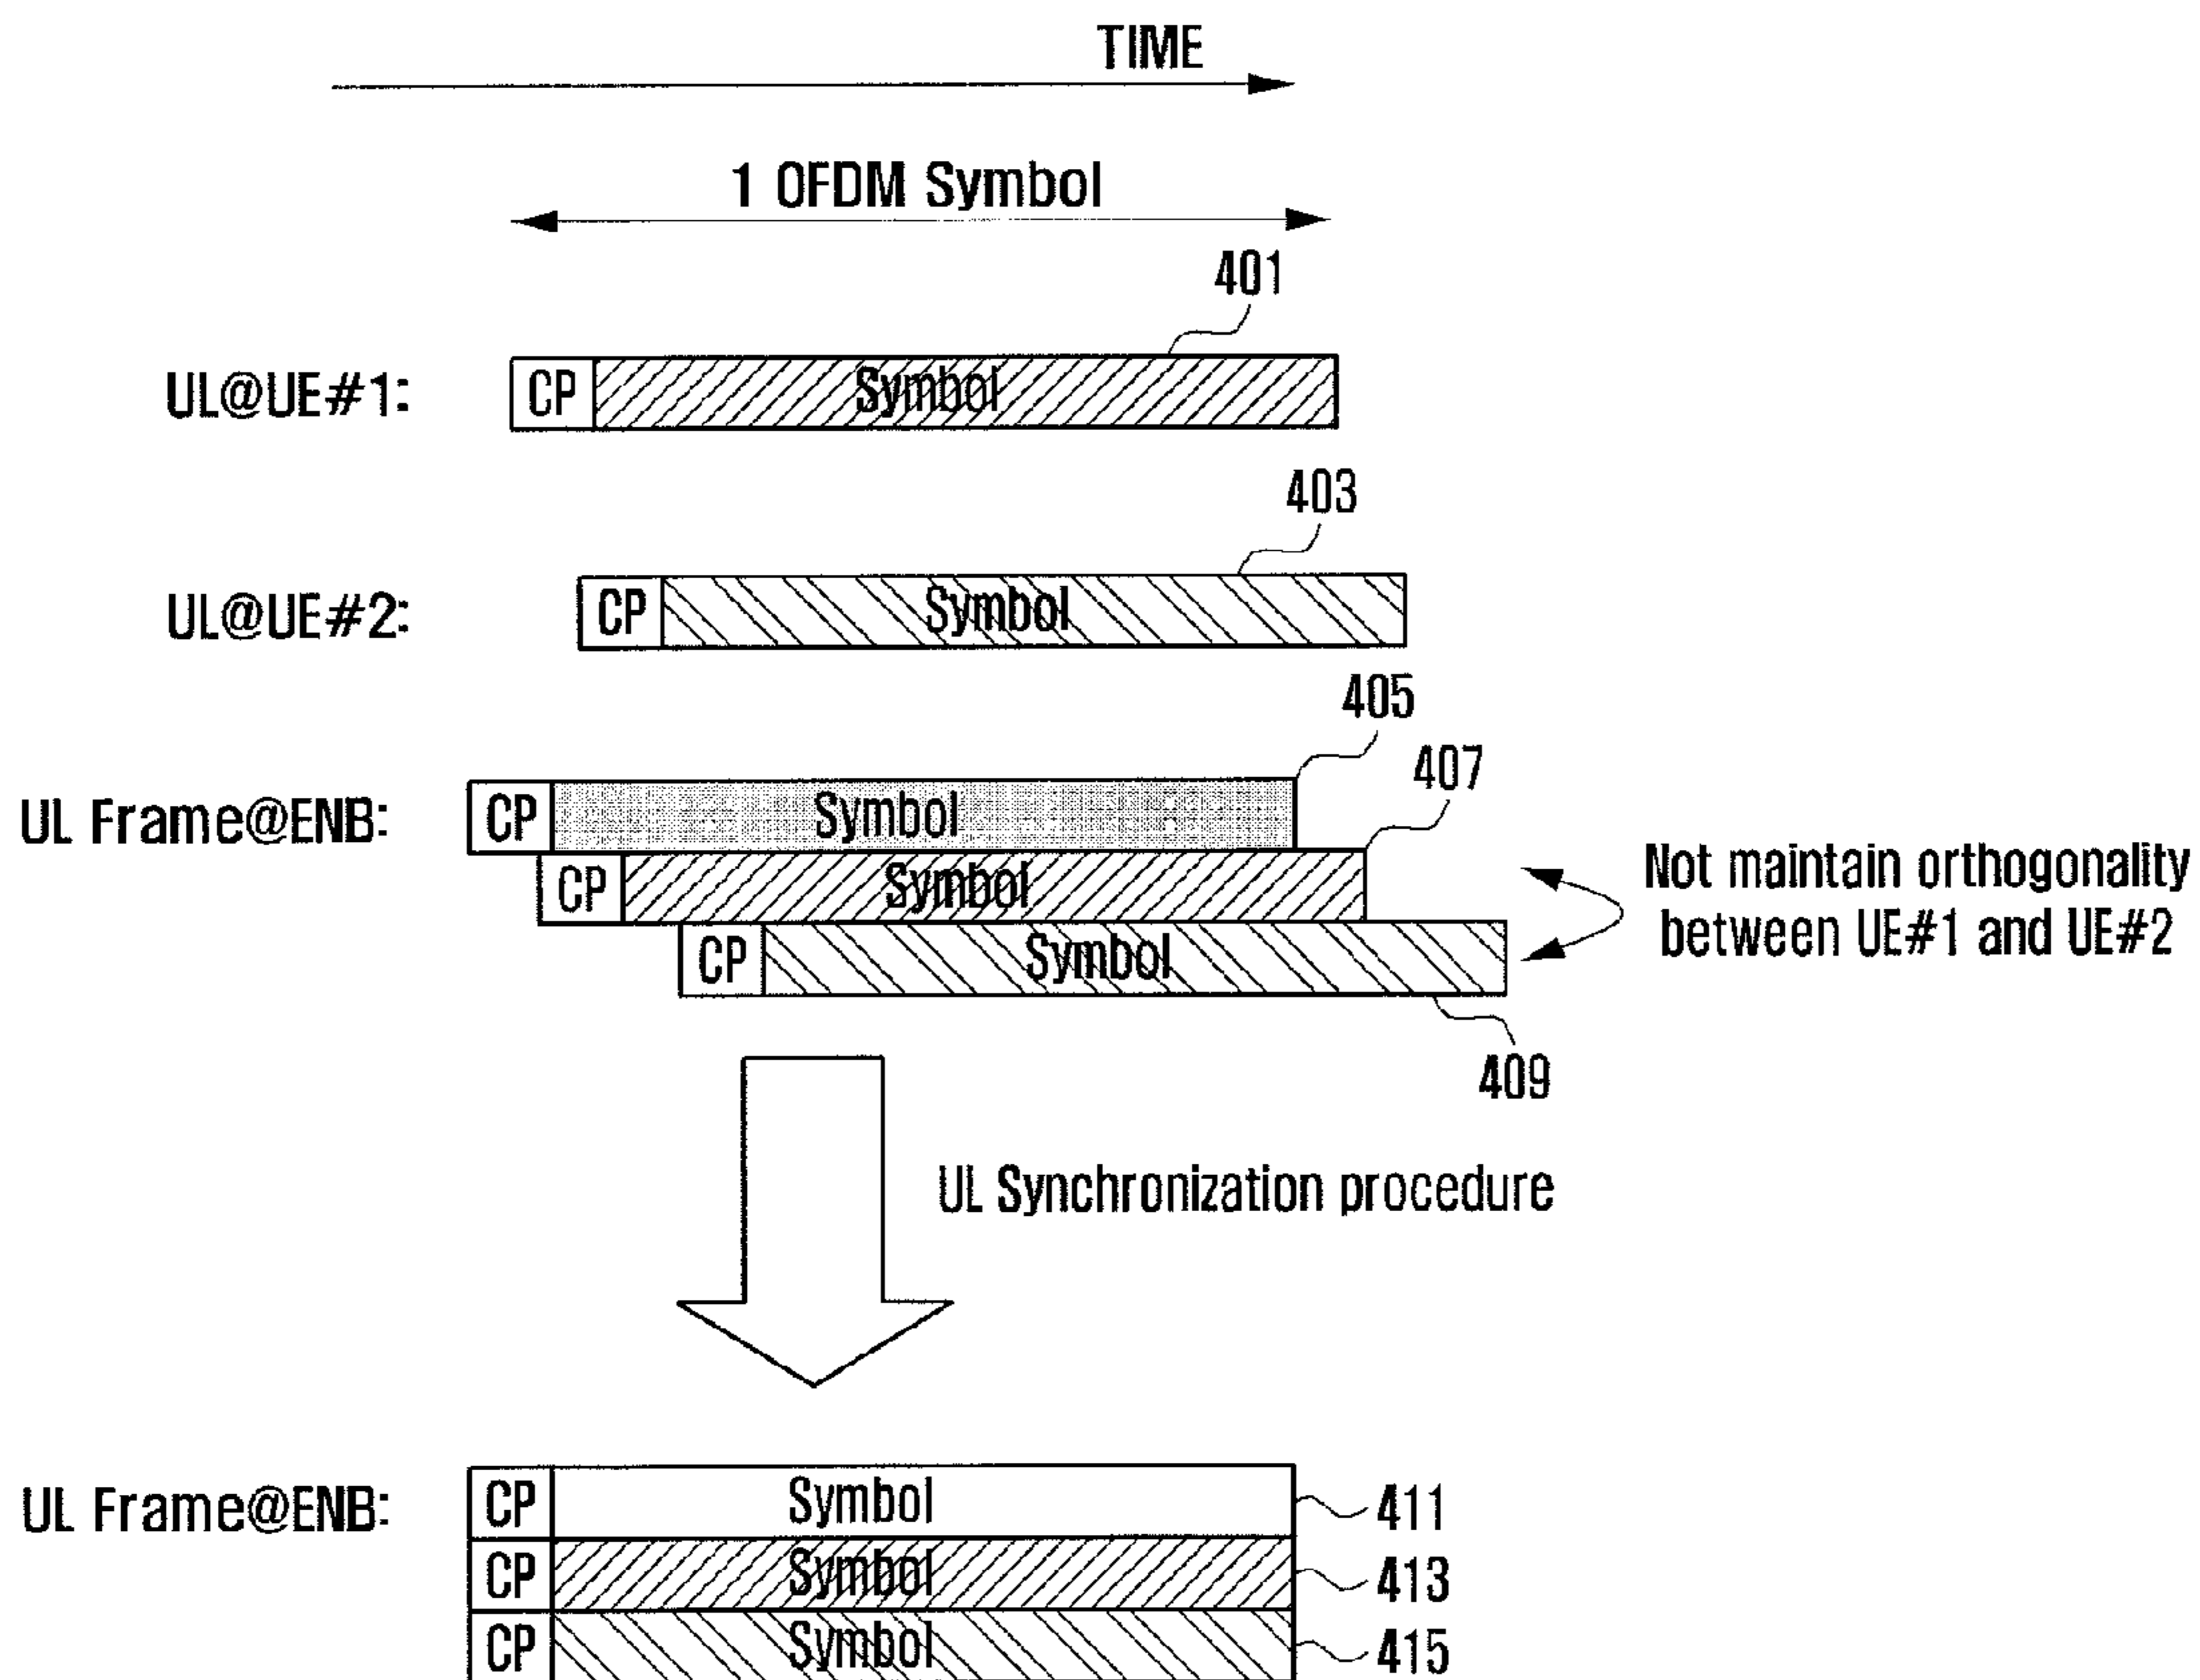 TIME
1 OFDM Symbol
401
UL@UE#1:
CP
Symbol
403
UL@UE#2:
CP
Symbol
405
407
UL Frame@ENB:
CP
Symbol
CP
Symbol
CP
Symbol
Not maintain orthogonality
between UE#1 and UE#2
409
UL Synchronization procedure
UL Frame@ENB:
CP
Symbol
411
CP
Symbol
413
CP
Symbol
415